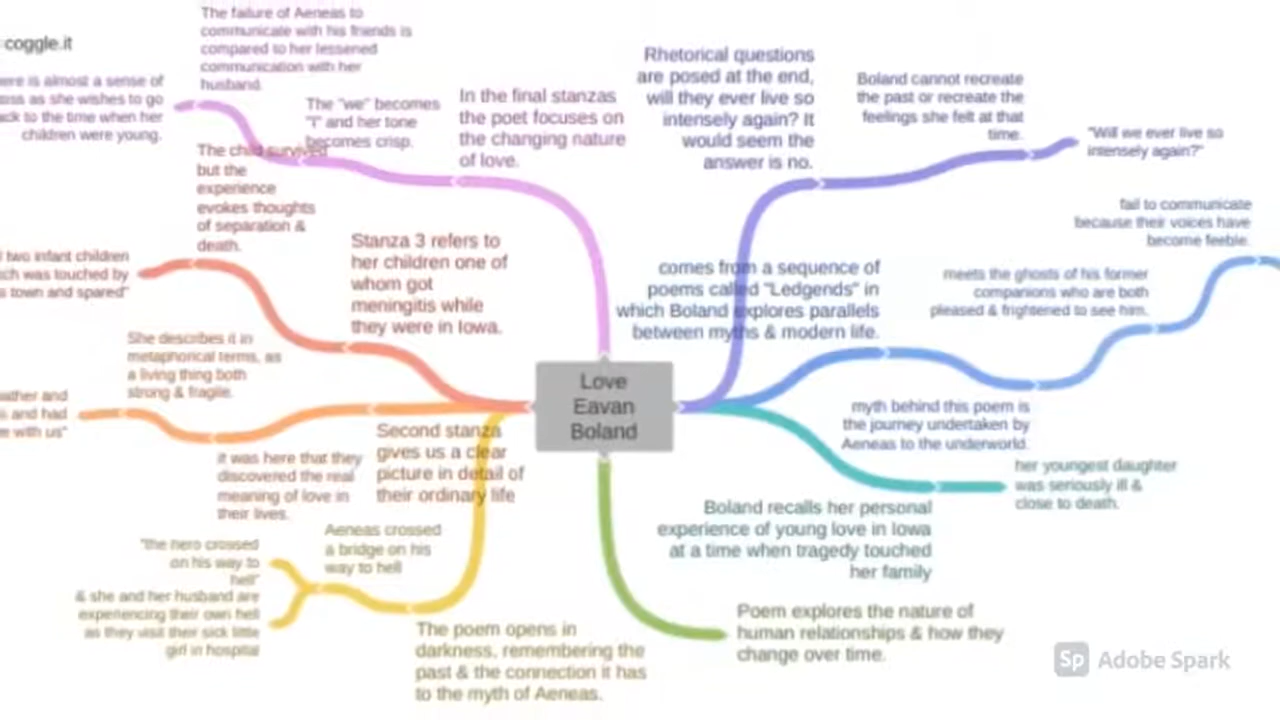 coggle.it
The failure of Aeneas to
communicate with his friends is
compared to her lessened
communication with her
husband.
ere is almost a sense of
as she wishes to go
ck to the time when her
children were young.
The "we" becomes
"I" and her tone
becomes crisp.
In the final stanzas
the poet focuses on
the changing nature
of love.
The child survived
but the
experience
evokes thoughts
of separation &
death.
two infant children
ch was touched by
s town and spared"
Stanza 3 refers to
her children one of
whom got
meningitis while
they were in Iowa.
She describes it in
metaphorical terms, as
a living thing both
strong & fragile.
ather and
and had
e with us"
it was here that they
discovered the real
meaning of love in
their lives.
Second stanza
gives us a clear
picture in detail of
their ordinary life
"the hero crossed
on his way to
hell"
& she and her husband are
experiencing their own hell
as they visit their sick little
girl in hospital
Aeneas crossed
a bridge on his
way to hell
The poem opens in
darkness, remembering the
past & the connection it has
to the myth of Aeneas.
Love
Eavan
Boland
Rhetorical questions
are posed at the end,
will they ever live so
intensely again? It
would seem the
answer is no.
Boland cannot recreate
the past or recreate the
feelings she felt at that
time.
"Will we ever live so
intensely again?"
comes from a sequence of
poems called "Ledgends" in
which Boland explores parallels
between myths & modern life.
myth behind this poem is
the journey undertaken by
Aeneas to the underworld.
meets the ghosts of his former
companions who are both
pleased & frightened to see him.
fail to communicate
because their voices have
become feeble.
Boland recalls her personal
experience of young love in Iowa
at a time when tragedy touched
her family
her youngest daughter
was seriously ill &
close to death.
Poem explores the nature of
human relationships & how they
change over time.
Sp Adobe Spark